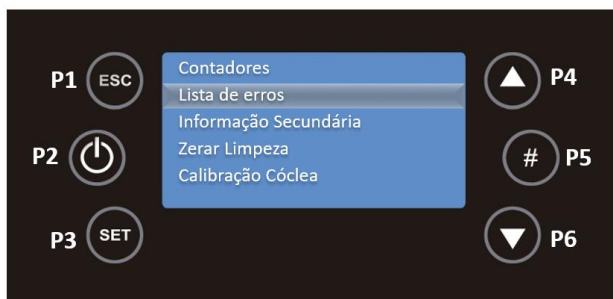 P1
ESC
P2
P3
SET
Contadores
Lista de erros
Informação Secundária
Zerar Limpeza
Calibração Cóclea
P4
#
P5
P6